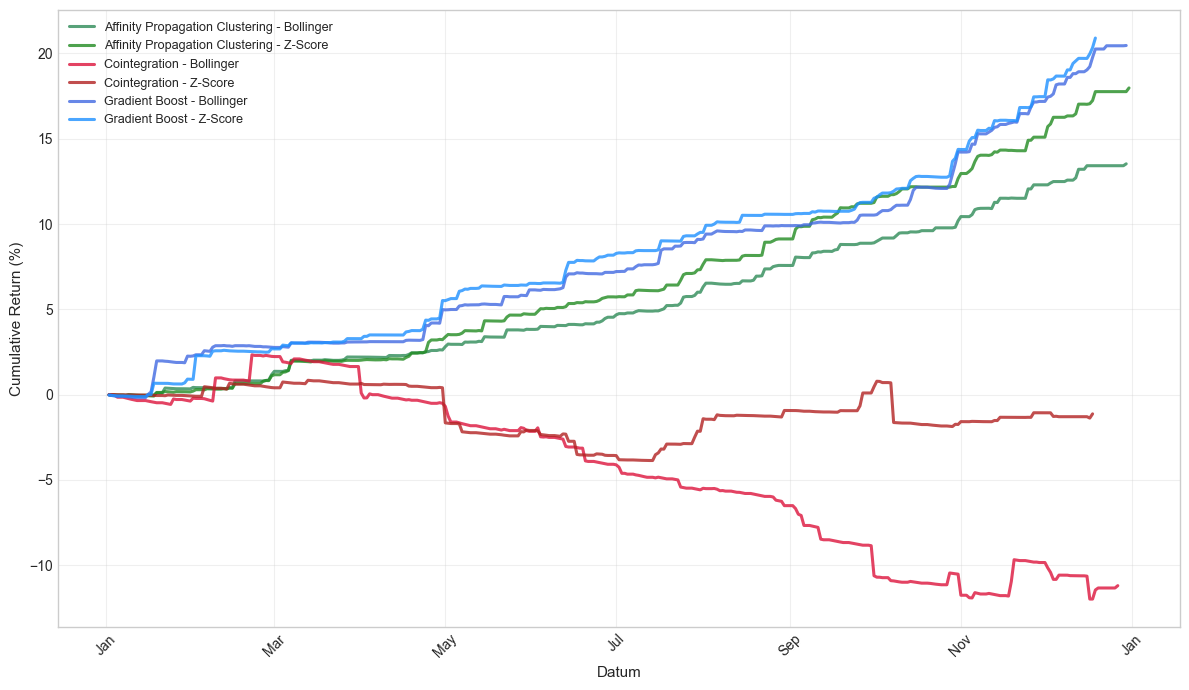 Affinity Propagation Clustering - Bollinger
Affinity Propagation Clustering - Z-Score
Cointegration - Bollinger
Cointegration - Z-Score
Gradient Boost - Bollinger
Gradient Boost - Z-Score
Cumulative Return (%)
20
15
10
5
0
−5
−10
Jan
Mar
May
Jul
Sep
Nov
Jan
Datum